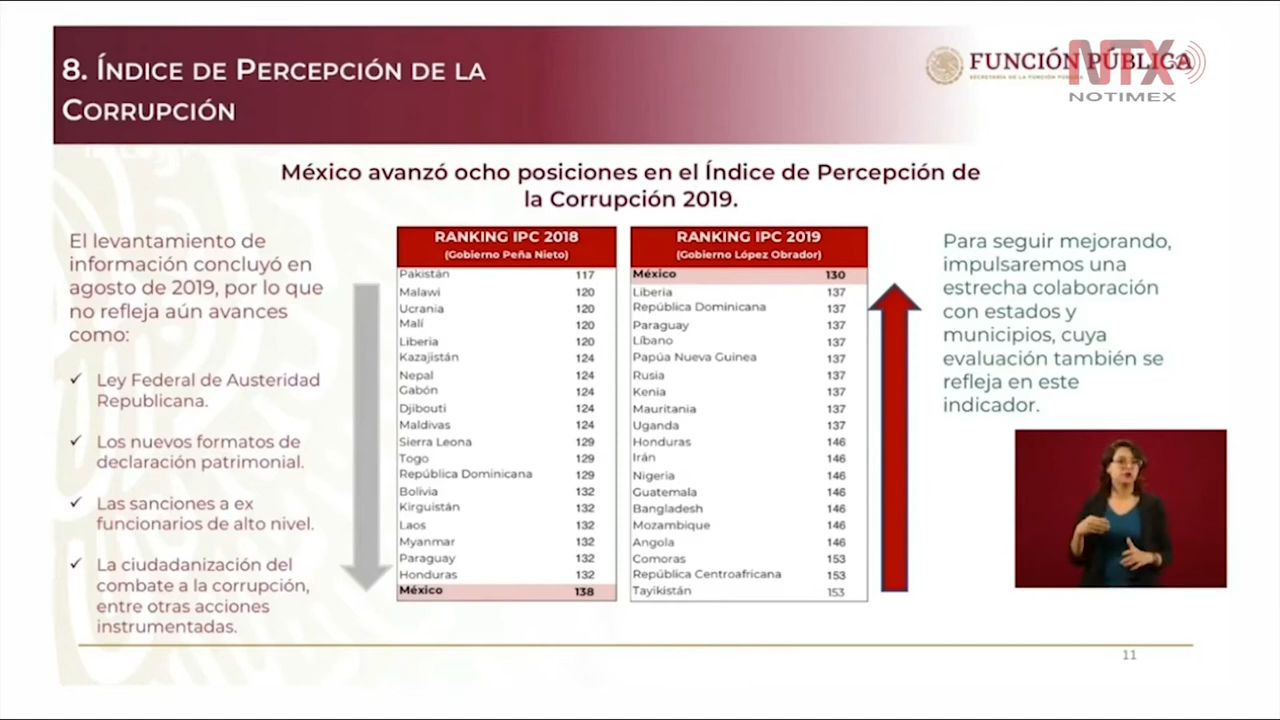 8. ÍNDICE DE PERCEPCIÓN DE LA
CORRUPCIÓN
FUNCIÓN PÚBLICA
SECRETARÍA DE LA FUNCIÓN PÚBLICA
NTX
NOTIMEX
México avanzó ocho posiciones en el Índice de Percepción de
la Corrupción 2019.
El levantamiento de
información concluyó en
agosto de 2019, por lo que
no refleja aún avances
como:
✓ Ley Federal de Austeridad
Republicana.
✓ Los nuevos formatos de
declaración patrimonial.
✓ Las sanciones a ex
funcionarios de alto nivel.
✓ La ciudadanización del
combate a la corrupción,
entre otras acciones
instrumentadas.
RANKING IPC 2018
(Gobierno Peña Nieto)
Pakistán 117
Malawi 120
Ucrania 120
Malí 120
Liberia 120
Kazajistán 124
Nepal 124
Gabón 124
Djibouti 124
Maldivas 124
Sierra Leona 129
Togo 129
República Dominicana 129
Bolivia 132
Kirguistán 132
Laos 132
Myanmar 132
Paraguay 132
Honduras 132
México 138
RANKING IPC 2019
(Gobierno López Obrador)
México 130
Liberia 137
República Dominicana 137
Paraguay 137
Líbano 137
Papúa Nueva Guinea 137
Rusia 137
Kenia 137
Mauritania 137
Uganda 137
Honduras 146
Irán 146
Nigeria 146
Guatemala 146
Bangladesh 146
Mozambique 146
Angola 146
Comoras 153
República Centroafricana 153
Tayikistán 153
Para seguir mejorando,
impulsaremos una
estrecha colaboración
con estados y
municipios, cuya
evaluación también se
refleja en este
indicador.
11